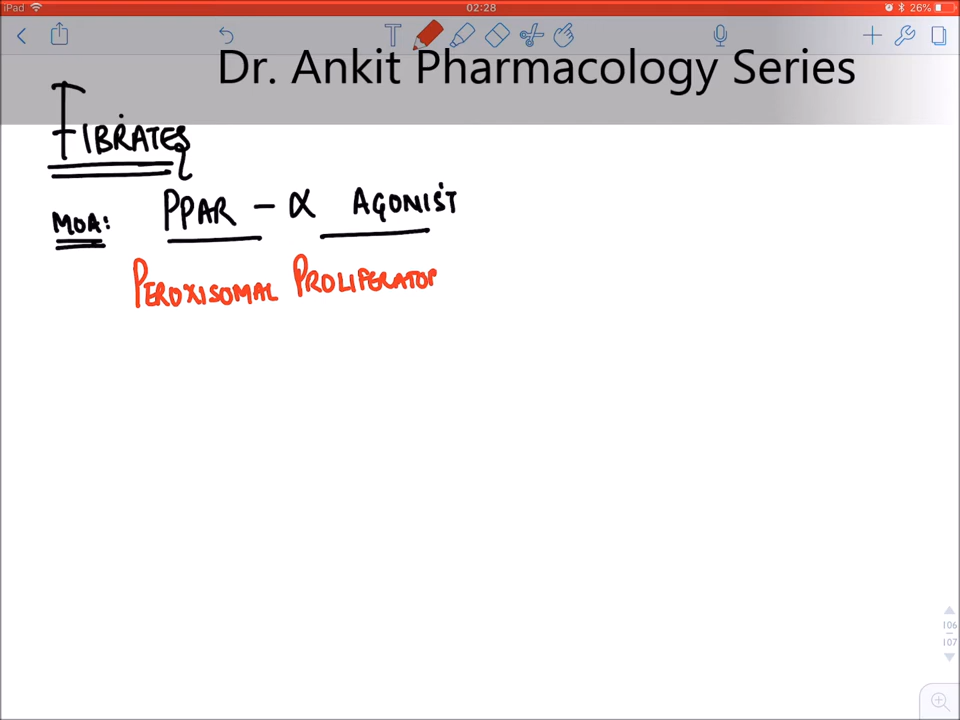 iPad 02:28 26%
T
Dr. Ankit Pharmacology Series
FIBRATES
MOA: PPAR - α AGONIST
PEROXISOMAL PROLIFERATOR
106
107